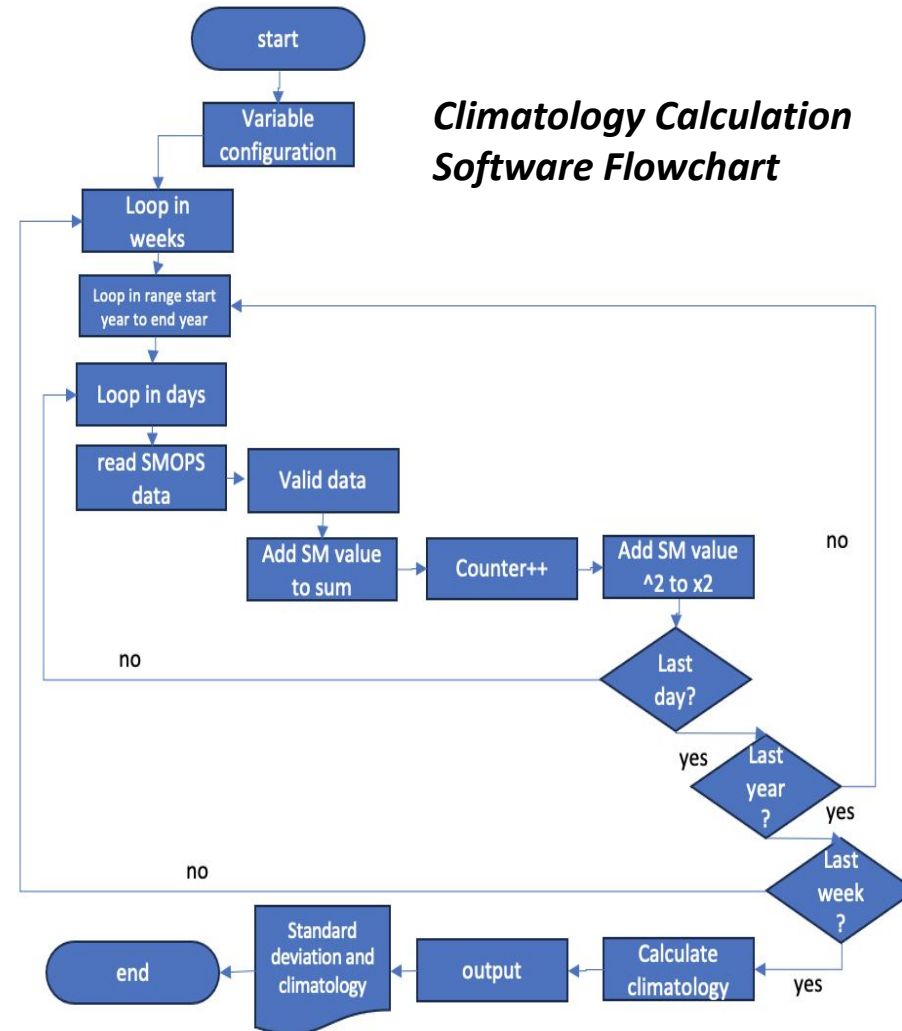 start
Climatology Calculation
Software Flowchart
Variable
configuration
Loop in
weeks
Loop in range start
year to end year
Loop in days
read SMOPS
data
Valid data
Add SM value
to sum
Counter++
Add SM value
^2 to x2
no
Last
day?
no
yes
Last
year
?
yes
Last
week
?
no
yes
Calculate
climatology
output
Standard
deviation and
climatology
end